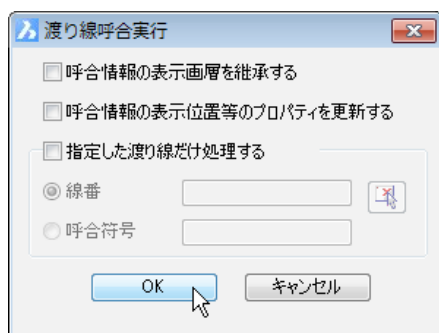 渡り線呼合実行
呼合情報の表示画層を継承する
呼合情報の表示位置等のプロパティを更新する
指定した渡り線だけ処理する
線番
呼合符号
OK キャンセル